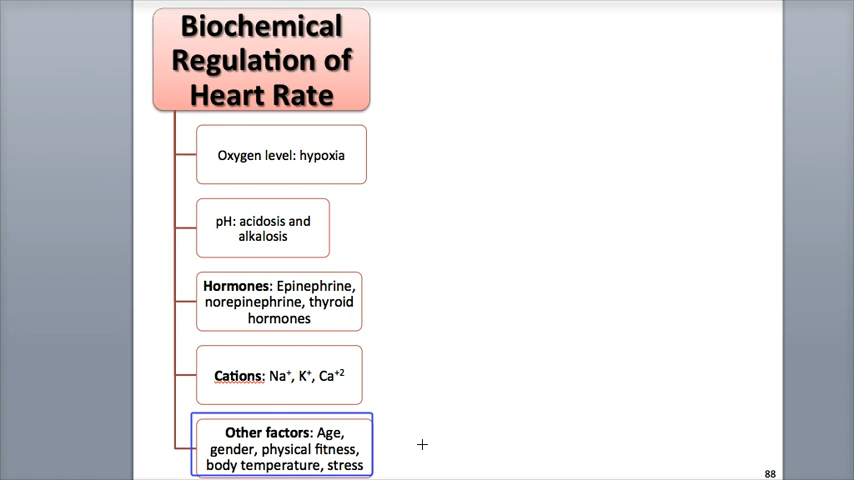 Biochemical
Regulation of
Heart Rate
Oxygen level: hypoxia
pH: acidosis and
alkalosis
Hormones: Epinephrine,
norepinephrine, thyroid
hormones
Cations: Na⁺, K⁺, Ca⁺²
Other factors: Age,
gender, physical fitness,
body temperature, stress
88